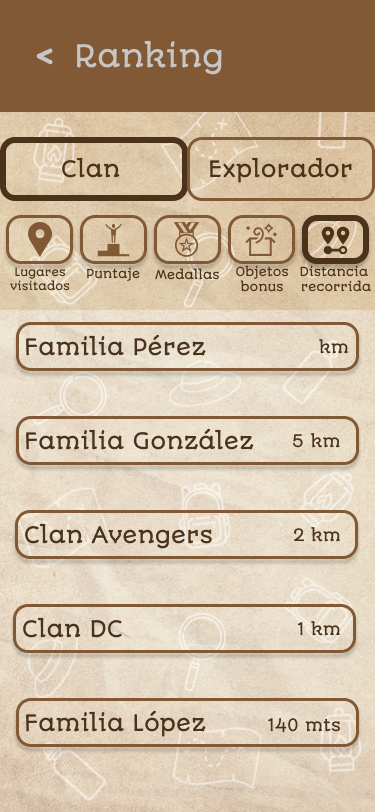 < Ranking
Clan Explorador
Lugares visitados Puntaje Medallas Objetos bonus Distancia recorrida
Familia Pérez km
Familia González 5 km
Clan Avengers 2 km
Clan DC 1 km
Familia López 140 mts